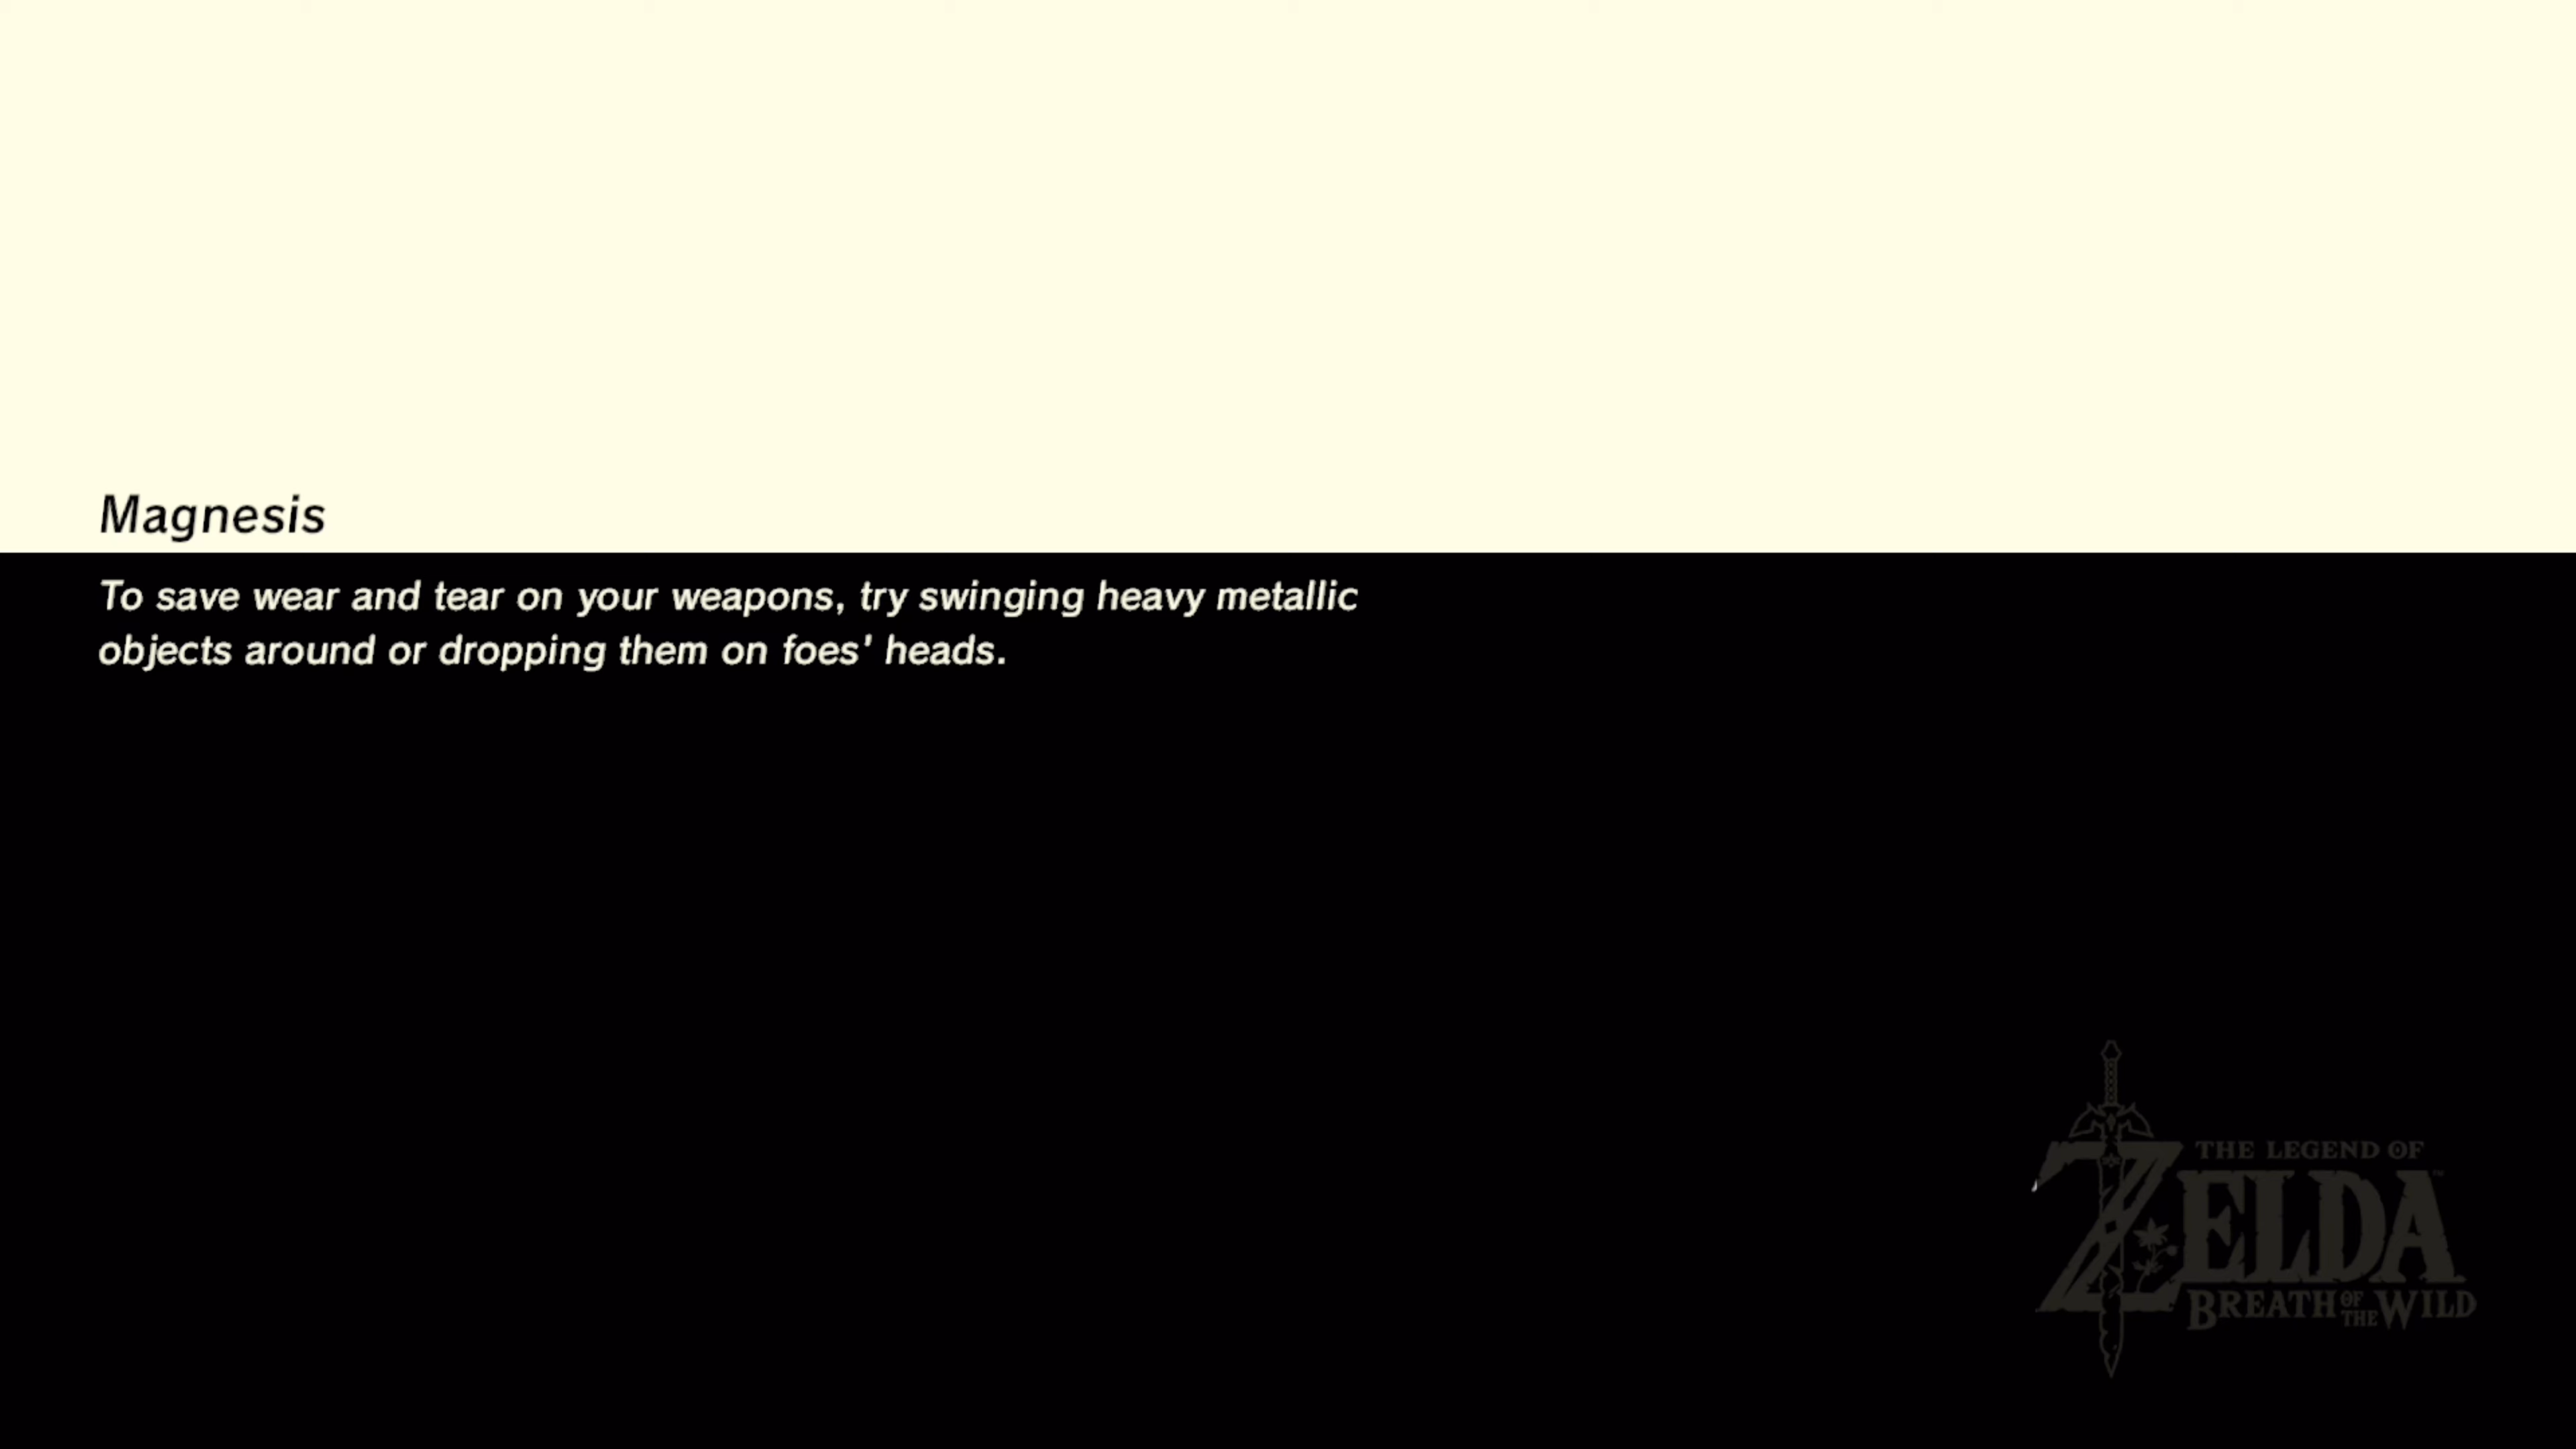 Magnesis
To save wear and tear on your weapons, try swinging heavy metallic
objects around or dropping them on foes' heads.
THE LEGEND OF
ZELDA™
BREATH OF THE WILD